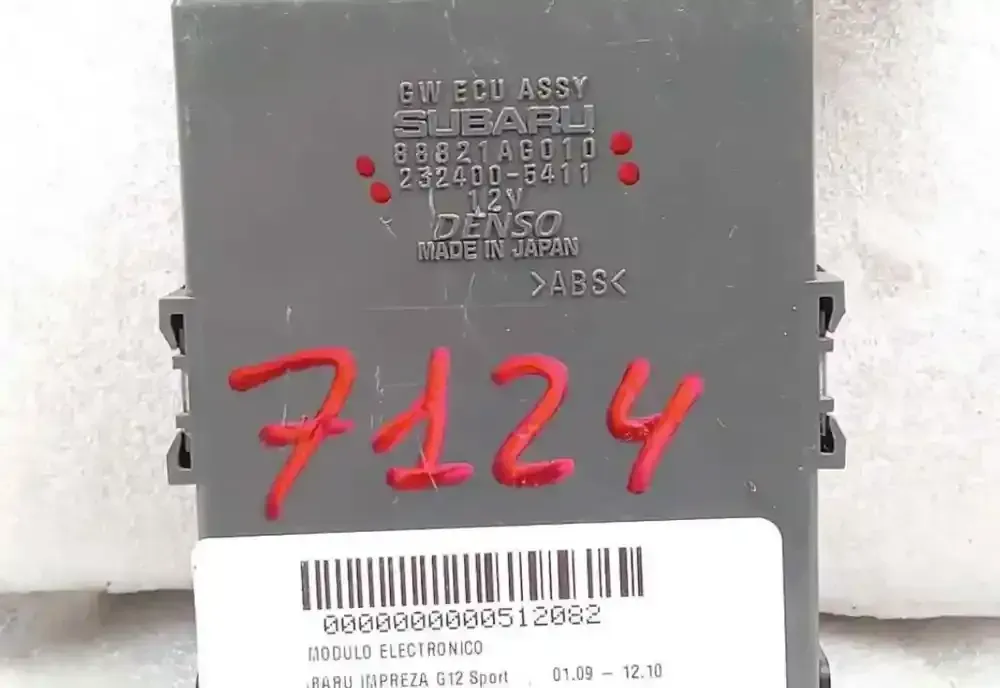 GW ECU ASSY
SUBARU
88821AG010
232400-5411
12V
DENSO
MADE IN JAPAN
>ABS<
7124
0000000000512082
MODULO ELECTRONICO
IMPREZA G12 Sport 01.09 - 12.10